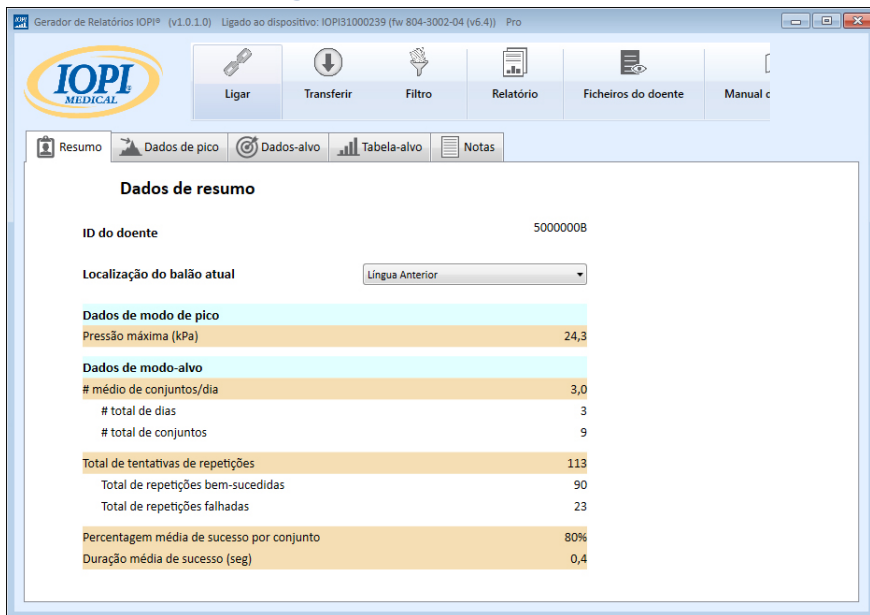 Gerador de Relatórios IOPI® (v1.0.1.0) Ligado ao dispositivo: IOPI31000239 (fw 804-3002-04 (v6.4)) Pro
IOPI
MEDICAL
Ligar Transferir Filtro Relatório Ficheiros do doente Manual d
Resumo Dados de pico Dados-alvo Tabela-alvo Notas
Dados de resumo
ID do doente 5000000B
Localização do balão atual Língua Anterior
Dados de modo de pico
Pressão máxima (kPa) 24,3
Dados de modo-alvo
# médio de conjuntos/dia 3,0
# total de dias 3
# total de conjuntos 9
Total de tentativas de repetições 113
Total de repetições bem-sucedidas 90
Total de repetições falhadas 23
Percentagem média de sucesso por conjunto 80%
Duração média de sucesso (seg) 0,4